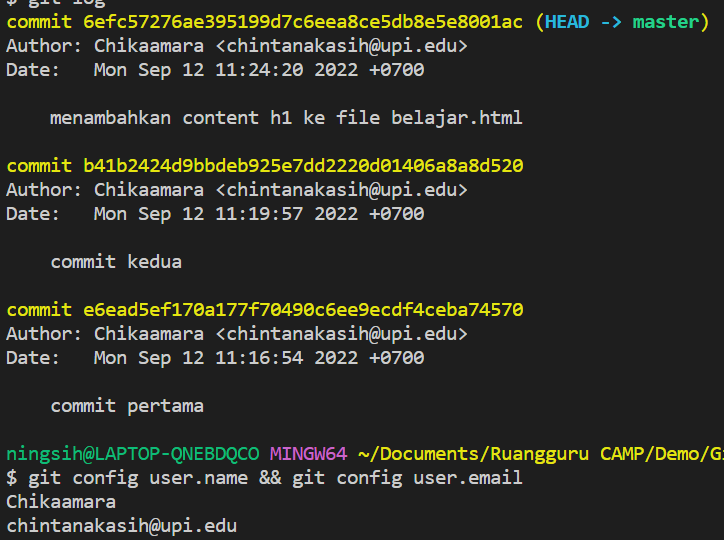 $ git log
commit 6efc57276ae395199d7c6eea8ce5db8e5e8001ac (HEAD -> master)
Author: Chikaamara <chintanakasih@upi.edu>
Date:   Mon Sep 12 11:24:20 2022 +0700
menambahkan content h1 ke file belajar.html
commit b41b2424d9bbdeb925e7dd2220d01406a8a8d520
Author: Chikaamara <chintanakasih@upi.edu>
Date:   Mon Sep 12 11:19:57 2022 +0700
commit kedua
commit e6ead5ef170a177f70490c6ee9ecdf4ceba74570
Author: Chikaamara <chintanakasih@upi.edu>
Date:   Mon Sep 12 11:16:54 2022 +0700
commit pertama
ningsih@LAPTOP-QNEBDQCO MINGW64 ~/Documents/Ruangguru CAMP/Demo/G
$ git config user.name && git config user.email
Chikaamara
chintanakasih@upi.edu